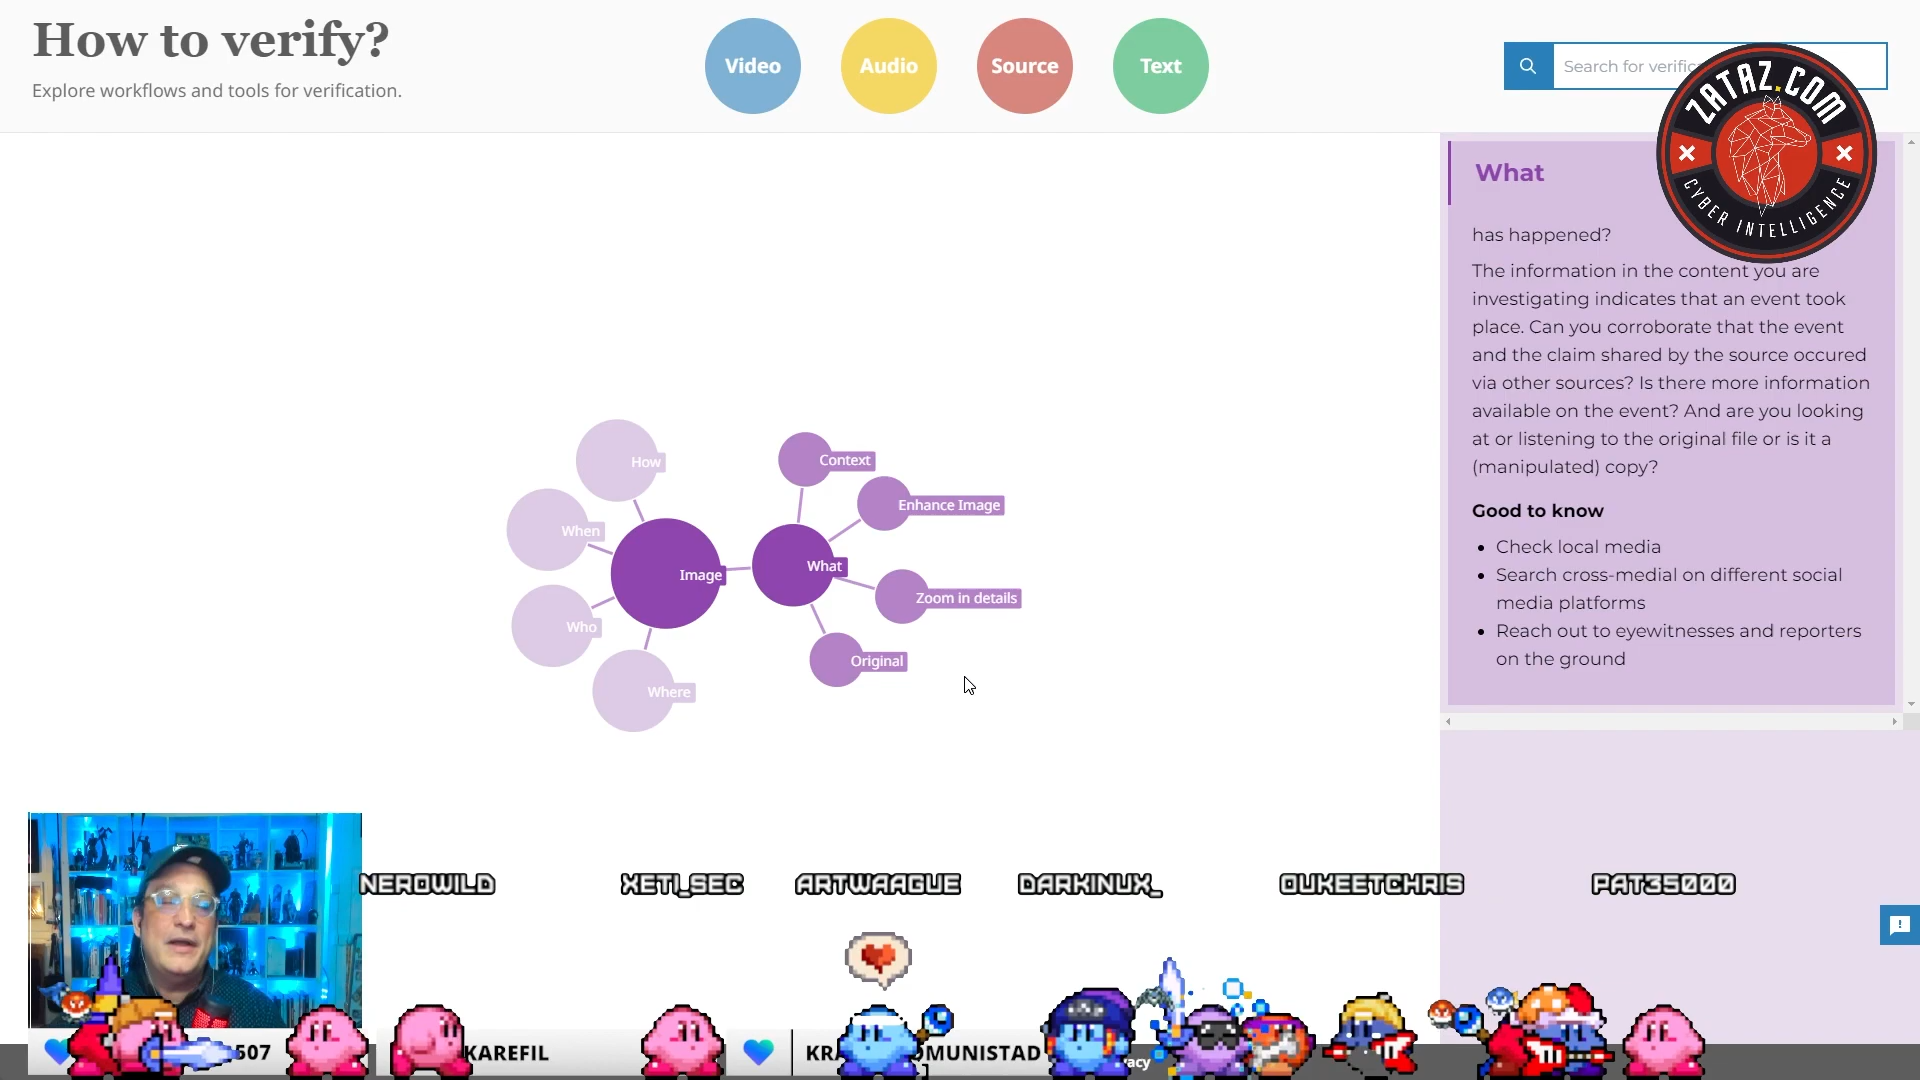 How to verify?
Explore workflows and tools for verification.
Video
Audio
Source
Text
Search for
ZATAZ.COM
CYBER INTELLIGENCE
What
has happened?
The information in the content you are
investigating indicates that an event took
place. Can you corroborate that the event
and the claim shared by the source occured
via other sources? Is there more information
available on the event? And are you looking
at or listening to the original file or is it a
(manipulated) copy?
Good to know
Check local media
Search cross-medial on different social
media platforms
Reach out to eyewitnesses and reporters
on the ground
How
When
Who
Where
Image
What
Context
Enhance Image
Zoom in details
Original
NEROWILD
XETI_SEC
ARTWAAGUE
DARKINUX_
OUKEETCHRIS
PAT35000
507
KAREFIL